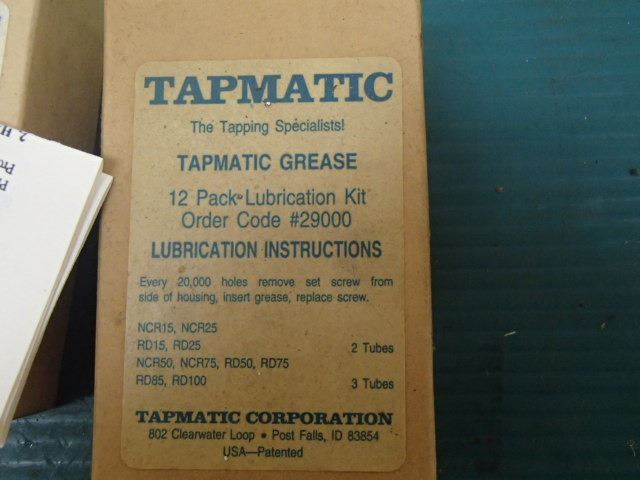 TAPMATIC
The Tapping Specialists!
TAPMATIC GREASE
12 Pack Lubrication Kit
Order Code #29000
LUBRICATION INSTRUCTIONS
Every 20,000 holes remove set screw from
side of housing, insert grease, replace screw.
NCR15, NCR25
RD15, RD25 2 Tubes
NCR50, NCR75, RD50, RD75
RD85, RD100 3 Tubes
TAPMATIC CORPORATION
802 Clearwater Loop • Post Falls, ID 83854
USA—Patented